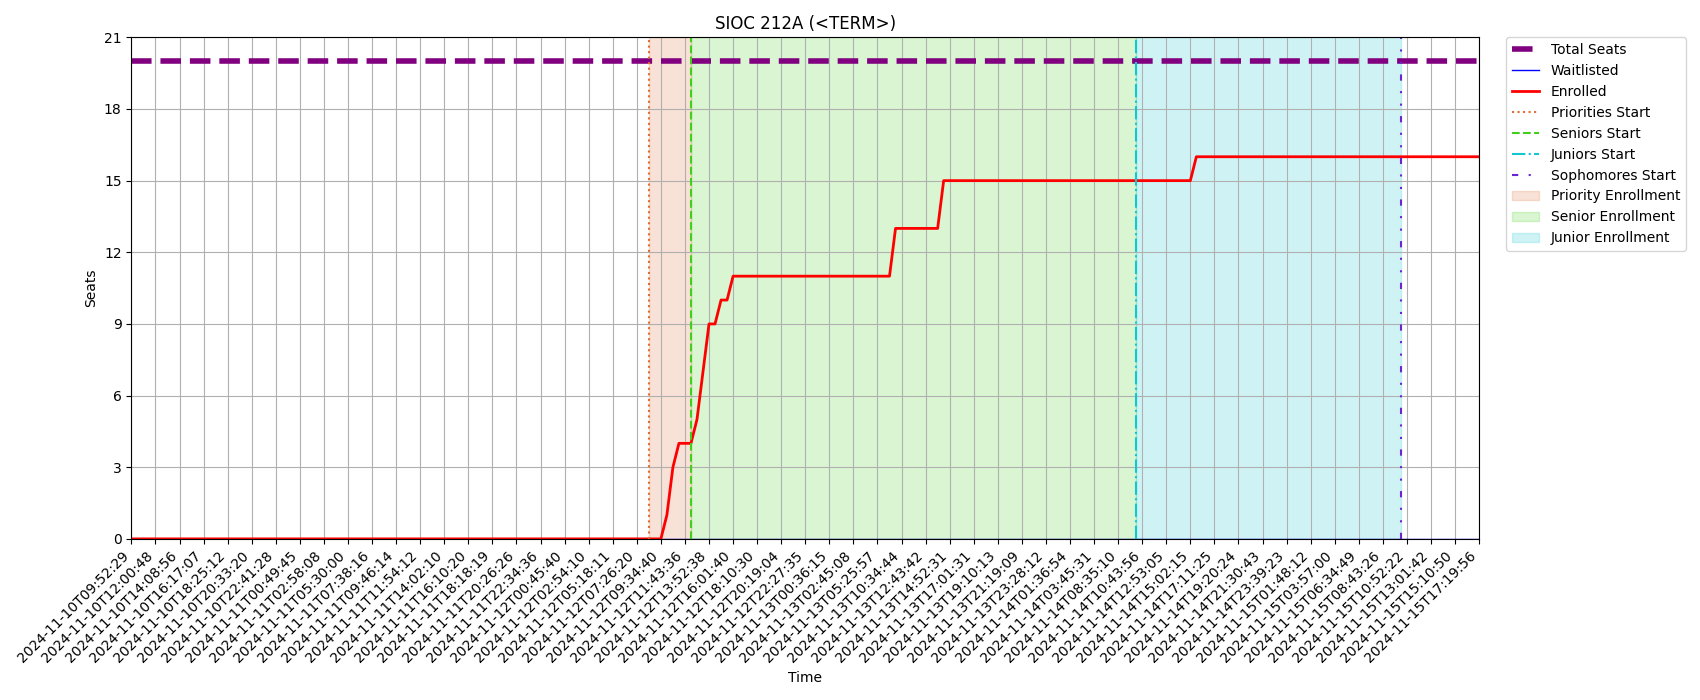 SIOC 212A (<TERM>)
21
18
15
12
9
6
3
0
Seats
2024-11-10T09:52:29
2024-11-10T12:00:48
2024-11-10T14:08:56
2024-11-10T16:17:07
2024-11-10T18:25:12
2024-11-10T20:33:20
2024-11-10T22:41:28
2024-11-11T00:49:45
2024-11-11T02:58:08
2024-11-11T05:30:00
2024-11-11T07:38:16
2024-11-11T09:46:14
2024-11-11T11:54:12
2024-11-11T14:02:10
2024-11-11T16:10:20
2024-11-11T18:18:19
2024-11-11T20:26:26
2024-11-11T22:34:36
2024-11-12T00:45:40
2024-11-12T02:54:10
2024-11-12T05:18:11
2024-11-12T07:26:20
2024-11-12T09:34:40
2024-11-12T11:43:36
2024-11-12T13:52:38
2024-11-12T16:01:40
2024-11-12T18:10:30
2024-11-12T20:19:04
2024-11-12T22:27:35
2024-11-13T00:36:15
2024-11-13T02:45:08
2024-11-13T05:25:57
2024-11-13T10:34:44
2024-11-13T12:43:42
2024-11-13T14:52:31
2024-11-13T17:01:31
2024-11-13T19:10:13
2024-11-13T21:19:09
2024-11-13T23:28:12
2024-11-14T01:36:54
2024-11-14T03:45:31
2024-11-14T08:35:10
2024-11-14T10:43:56
2024-11-14T12:53:05
2024-11-14T15:02:15
2024-11-14T17:11:25
2024-11-14T19:20:24
2024-11-14T21:30:43
2024-11-14T23:39:23
2024-11-15T01:48:12
2024-11-15T03:57:00
2024-11-15T06:34:49
2024-11-15T08:43:26
2024-11-15T10:52:22
2024-11-15T13:01:42
2024-11-15T15:10:50
2024-11-15T17:19:56
Time
Total Seats
Waitlisted
Enrolled
Priorities Start
Seniors Start
Juniors Start
Sophomores Start
Priority Enrollment
Senior Enrollment
Junior Enrollment